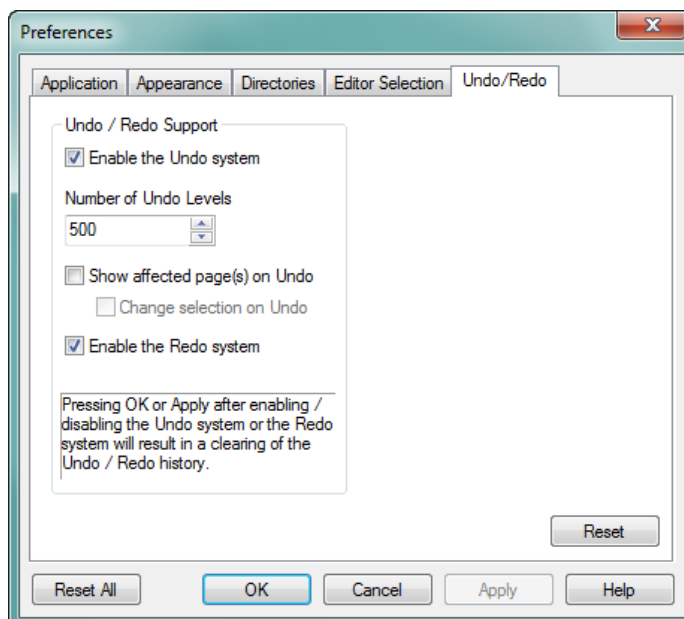 Preferences
Application Appearance Directories Editor Selection Undo/Redo
Undo / Redo Support
Enable the Undo system
Number of Undo Levels
500
Show affected page(s) on Undo
Change selection on Undo
Enable the Redo system
Pressing OK or Apply after enabling /
disabling the Undo system or the Redo
system will result in a clearing of the
Undo / Redo history.
Reset
Reset All OK Cancel Apply Help